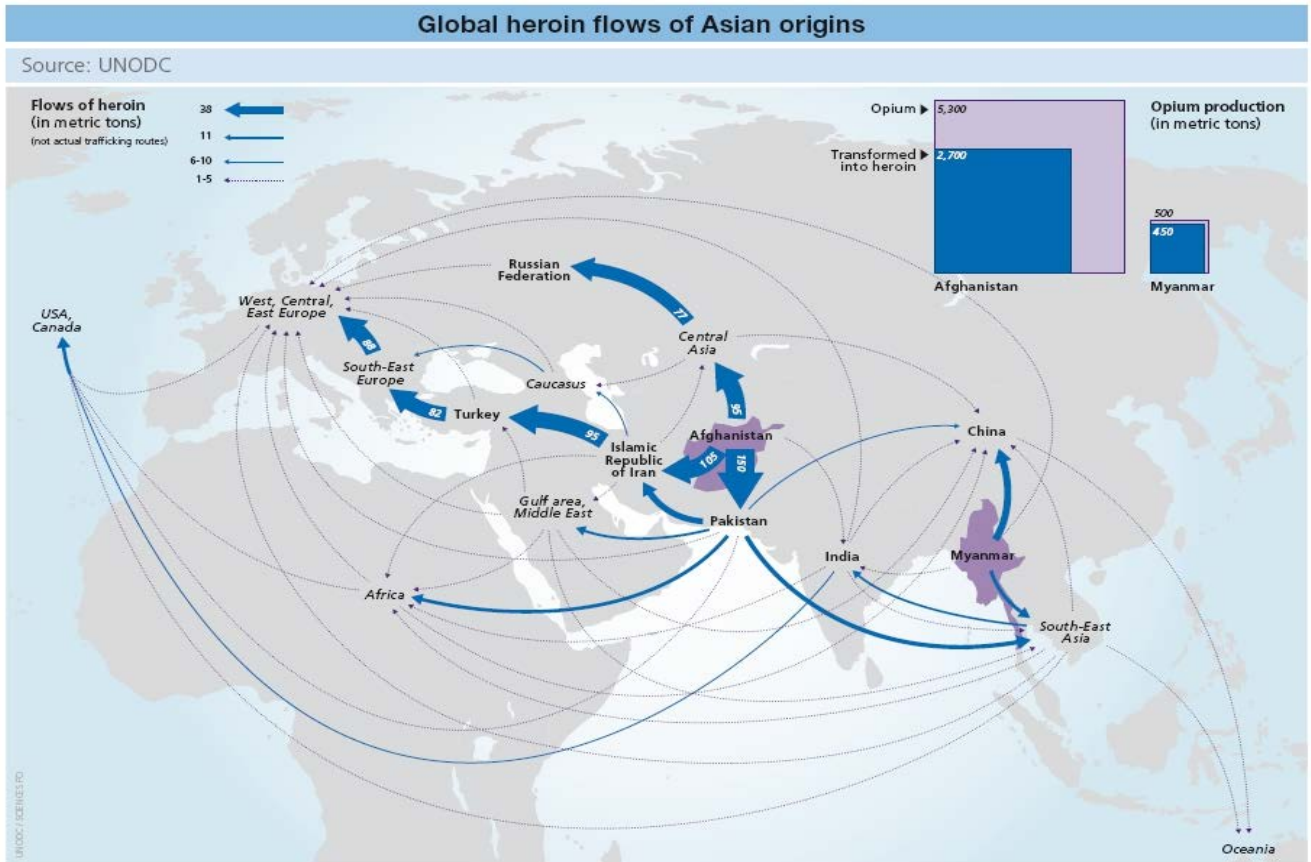 Global heroin flows of Asian origins
Source: UNODC
Flows of heroin
(in metric tons)
(not actual trafficking routes)
38
11
6-10
1-5
Opium
5,300
Transformed
into heroin
2,700
Afghanistan
Opium production
(in metric tons)
500
450
Myanmar
USA,
Canada
West, Central,
East Europe
Russian
Federation
77
Central
Asia
88
South-East
Europe
Caucasus
82
Turkey
95
Islamic
Republic
of Iran
Afghanistan
95
105
150
China
Gulf area,
Middle East
Pakistan
India
Myanmar
Africa
South-East
Asia
Oceania
UNODC / SCIENCES PO